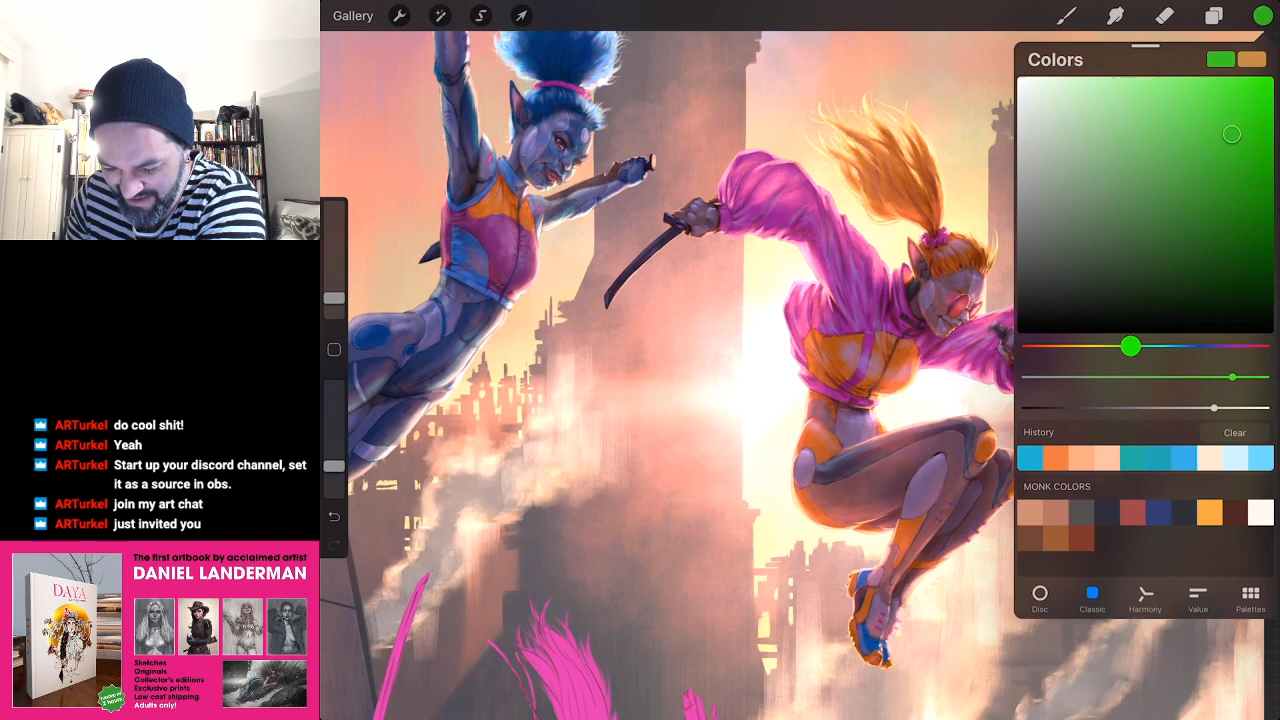 Gallery
Colors
History
Clear
MONK COLORS
Disc
Classic
Harmony
Value
Palettes
ARTurkel do cool shit!
ARTurkel Yeah
ARTurkel Start up your discord channel, set
it as a source in obs.
ARTurkel join my art chat
ARTurkel just invited you
The first artbook by acclaimed artist
DANIEL LANDERMAN
DAYA
Sketches
Originals
Collector's editions
Exclusive prints
Low cost shipping
Adults only!